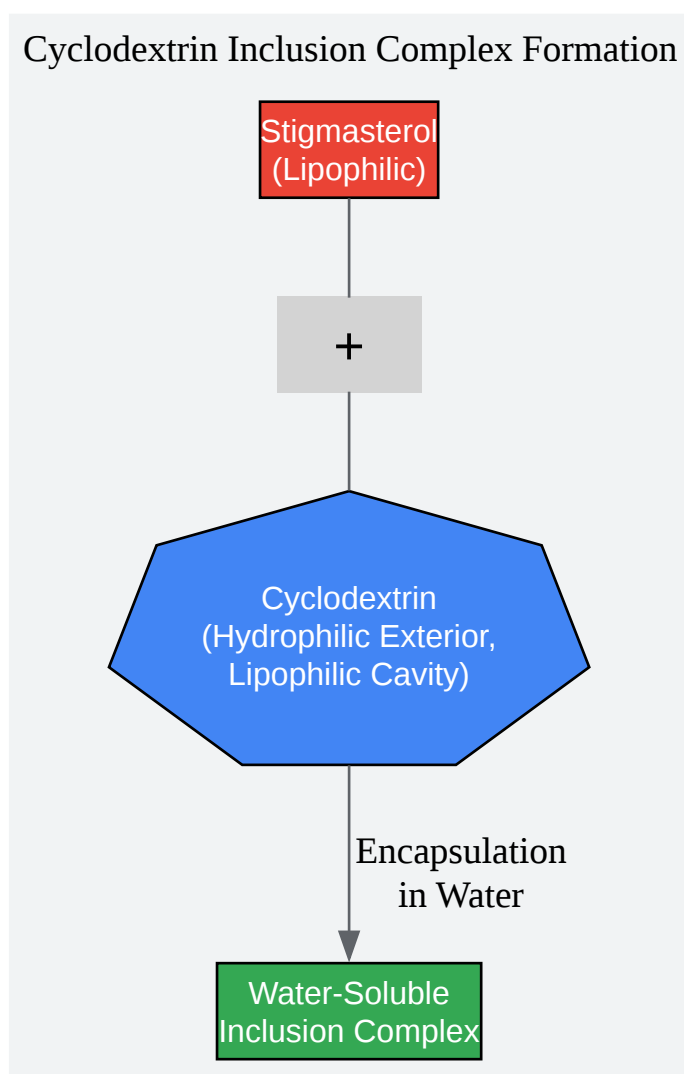 Cyclodextrin Inclusion Complex Formation
Stigmasterol
(Lipophilic)
+
Cyclodextrin
(Hydrophilic Exterior,
Lipophilic Cavity)
Encapsulation
in Water
Water-Soluble
Inclusion Complex